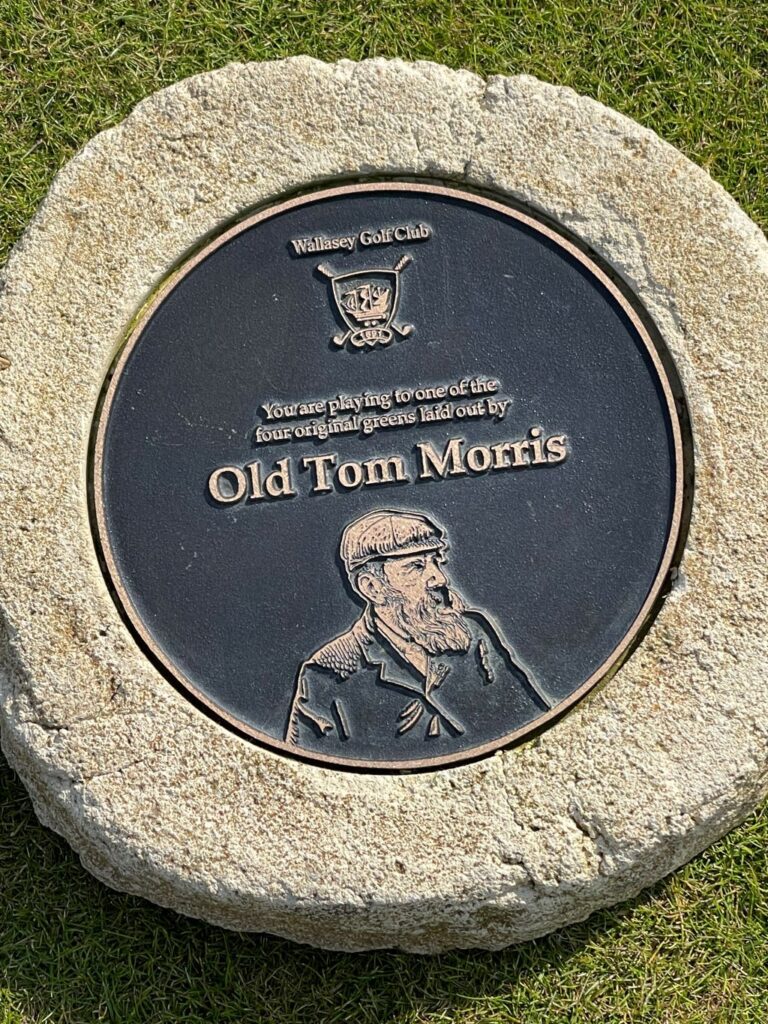 Wallasey Golf Club
1891
You are playing to one of the
four original greens laid out by
Old Tom Morris